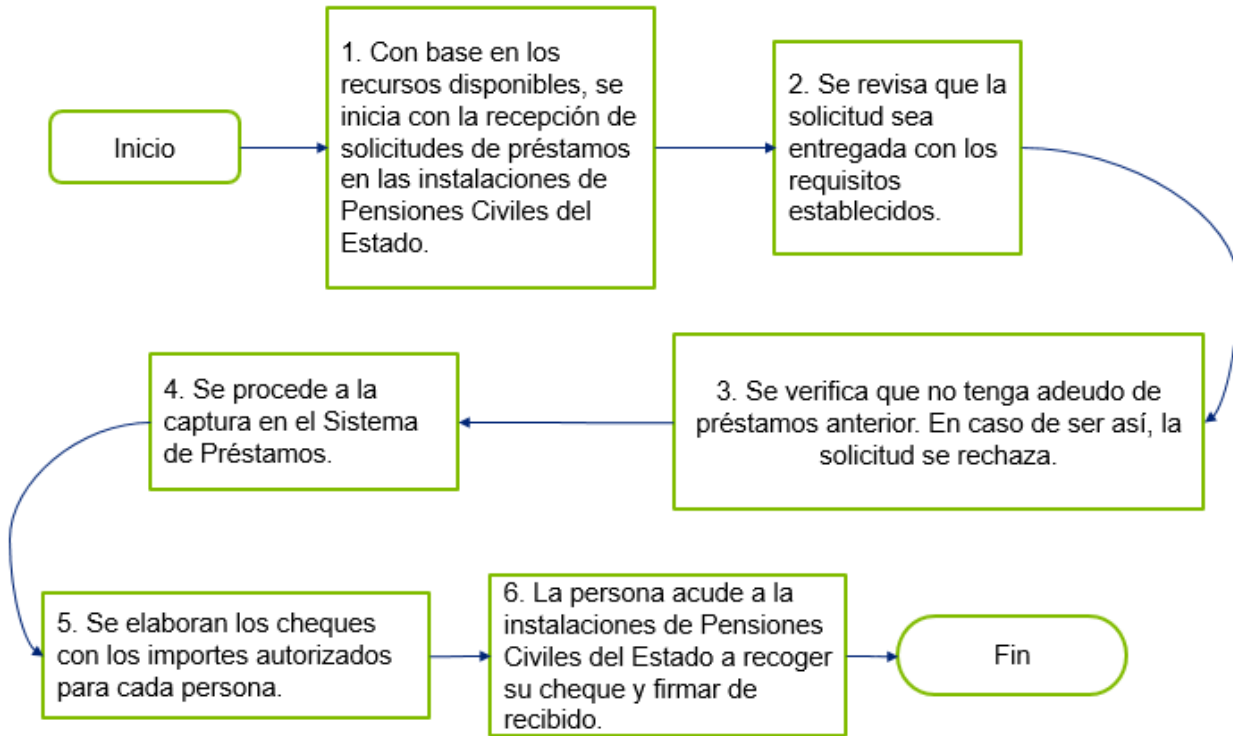 Inicio
1. Con base en los
recursos disponibles, se
inicia con la recepción de
solicitudes de préstamos
en las instalaciones de
Pensiones Civiles del
Estado.
2. Se revisa que la
solicitud sea
entregada con los
requisitos
establecidos.
3. Se verifica que no tenga adeudo de
préstamos anterior. En caso de ser así, la
solicitud se rechaza.
4. Se procede a la
captura en el Sistema
de Préstamos.
5. Se elaboran los cheques
con los importes autorizados
para cada persona.
6. La persona acude a la
instalaciones de Pensiones
Civiles del Estado a recoger
su cheque y firmar de
recibido.
Fin